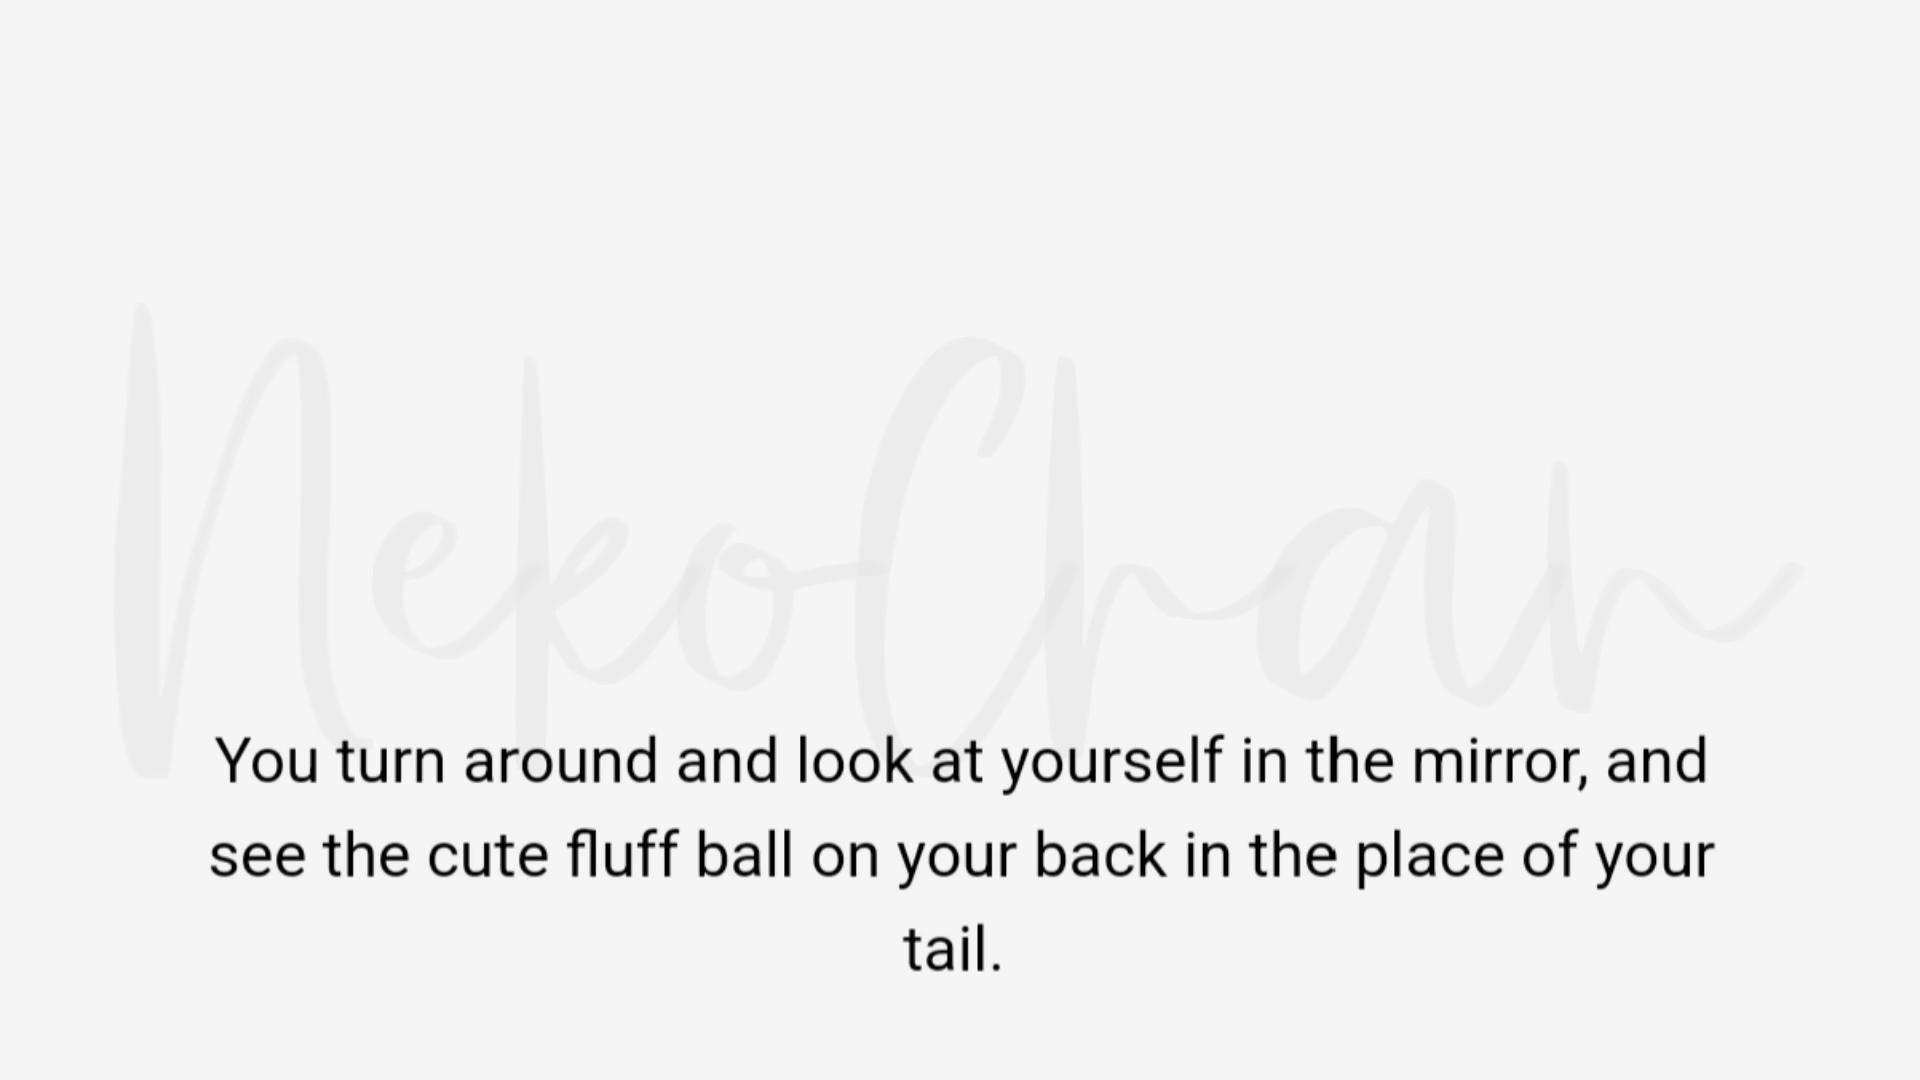 NekoChan
You turn around and look at yourself in the mirror, and
see the cute fluff ball on your back in the place of your
tail.